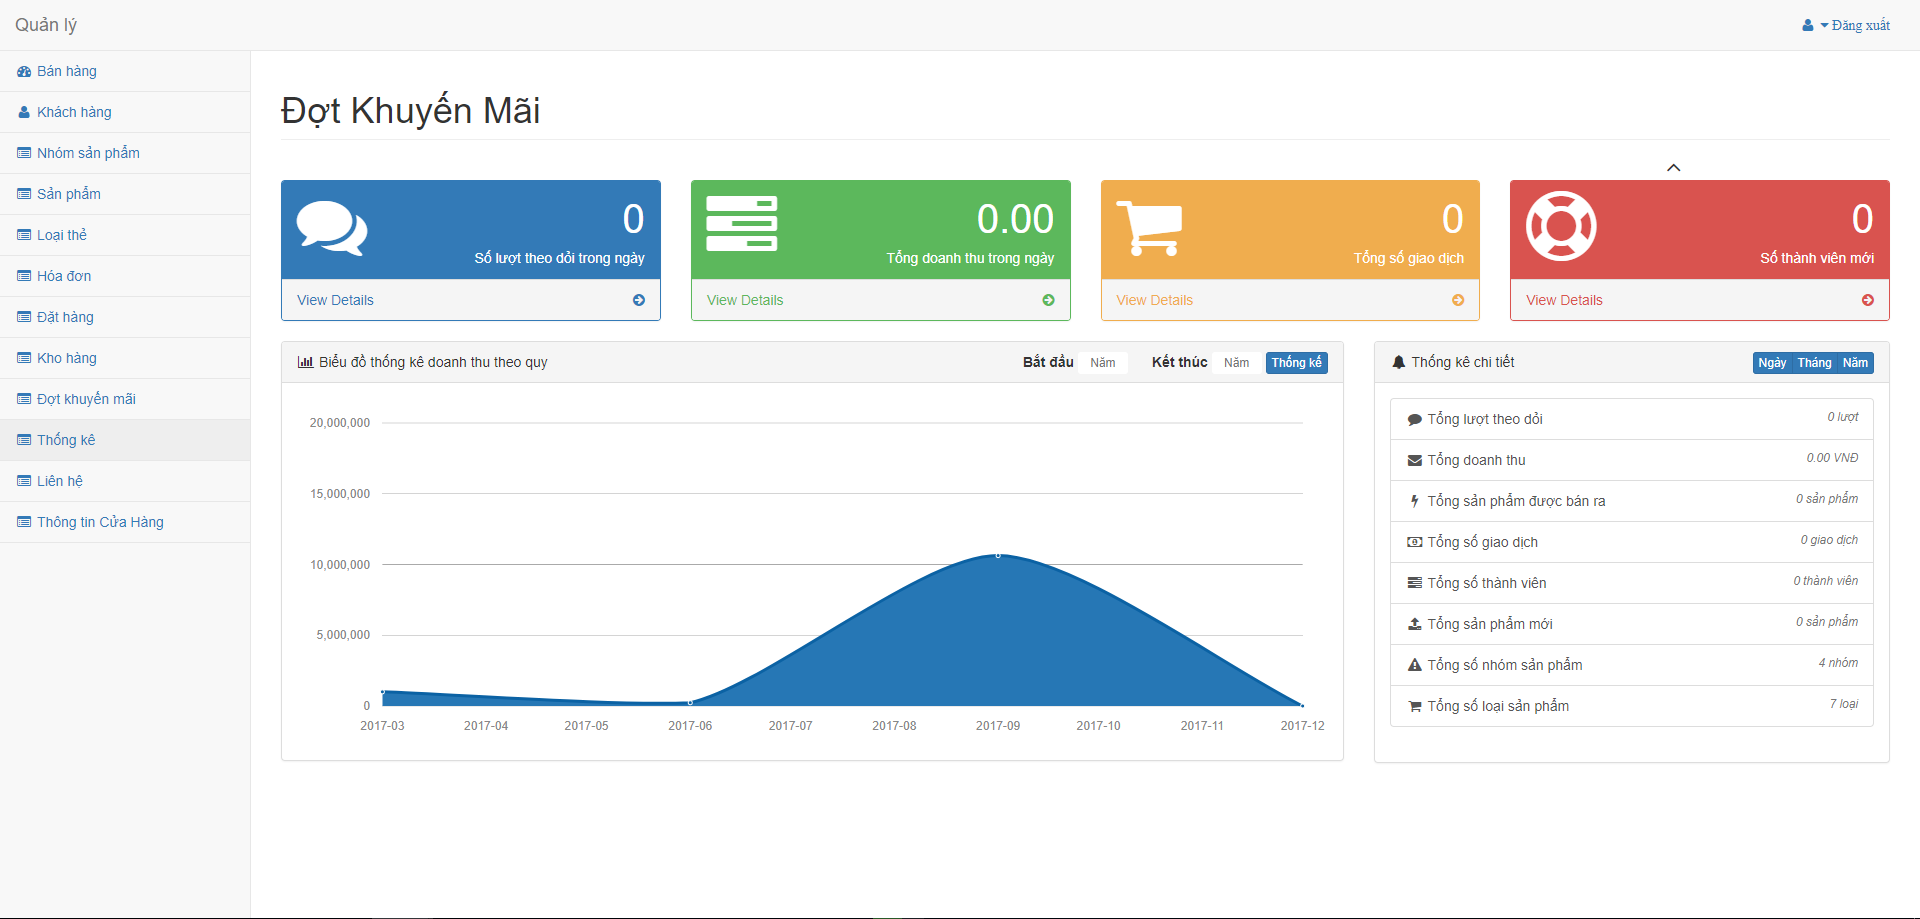 Quản lý
Đăng xuất
Bán hàng
Khách hàng
Nhóm sản phẩm
Sản phẩm
Loại thẻ
Hóa đơn
Đặt hàng
Kho hàng
Đợt khuyến mãi
Thống kê
Liên hệ
Thông tin Cửa Hàng
Đợt Khuyến Mãi
0
Số lượt theo dỏi trong ngày
View Details
0.00
Tổng doanh thu trong ngày
View Details
0
Tổng số giao dịch
View Details
0
Số thành viên mới
View Details
Biểu đồ thống kê doanh thu theo quy
Bắt đầu Năm Kết thúc Năm Thống kế
20,000,000
15,000,000
10,000,000
5,000,000
0
2017-03 2017-04 2017-05 2017-06 2017-07 2017-08 2017-09 2017-10 2017-11 2017-12
Thống kê chi tiết
Ngày Tháng Năm
Tổng lượt theo dỏi 0 lượt
Tổng doanh thu 0.00 VNĐ
Tổng sản phẩm được bán ra 0 sản phẩm
Tổng số giao dịch 0 giao dịch
Tổng số thành viên 0 thành viên
Tổng sản phẩm mới 0 sản phẩm
Tổng số nhóm sản phẩm 4 nhóm
Tổng số loại sản phẩm 7 loại